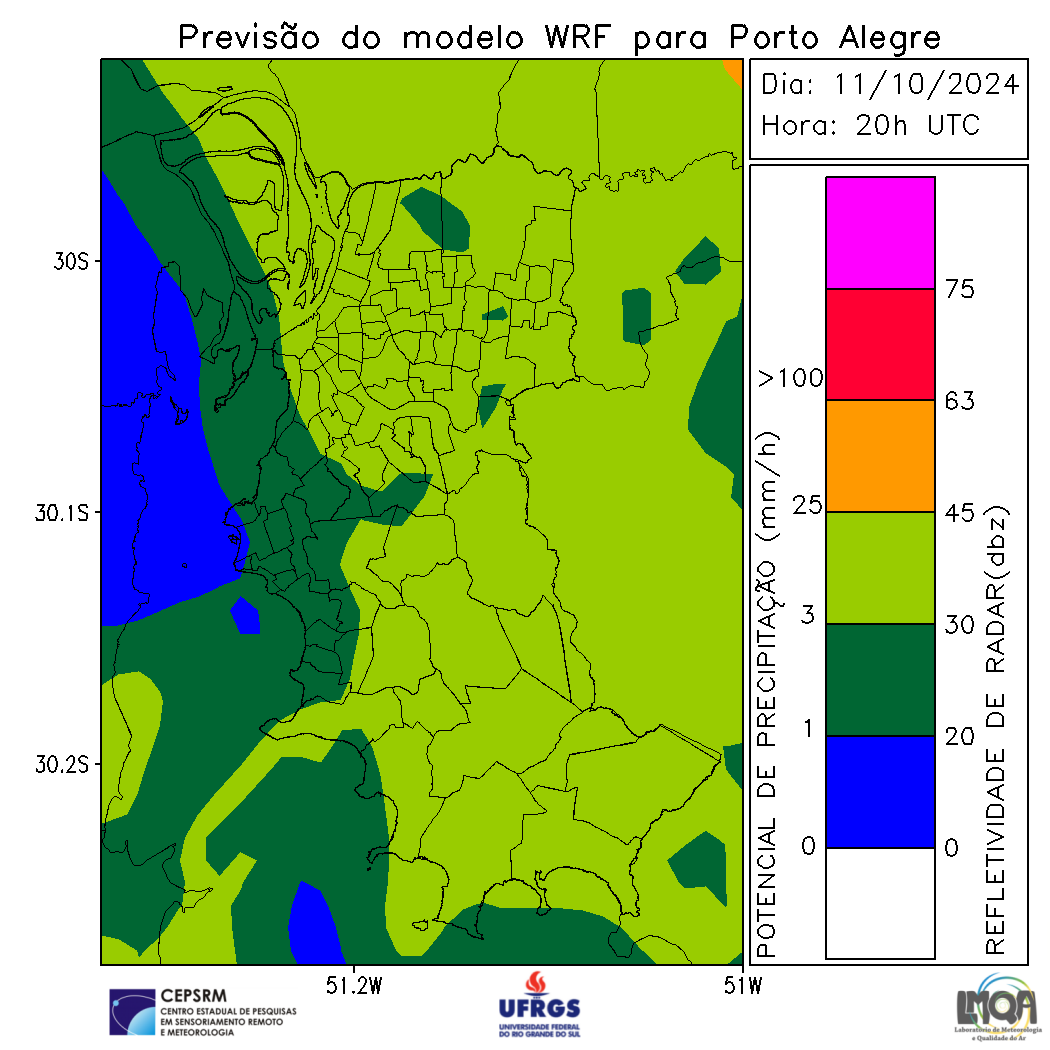 Previsão do modelo WRF para Porto Alegre
Dia: 11/10/2024
Hora: 20h UTC
30S
30.1S
30.2S
51.2W
51W
POTENCIAL DE PRECIPITAÇÃO (mm/h)
>100
25
3
1
0
75
63
45
30
20
0
REFLETIVIDADE DE RADAR(dbz)
CEPSRM
CENTRO ESTADUAL DE PESQUISAS
EM SENSORIAMENTO REMOTO
E METEOROLOGIA
UFRGS
UNIVERSIDADE FEDERAL
DO RIO GRANDE DO SUL
LMQA
Laboratório de Meteorologia
e Qualidade do Ar